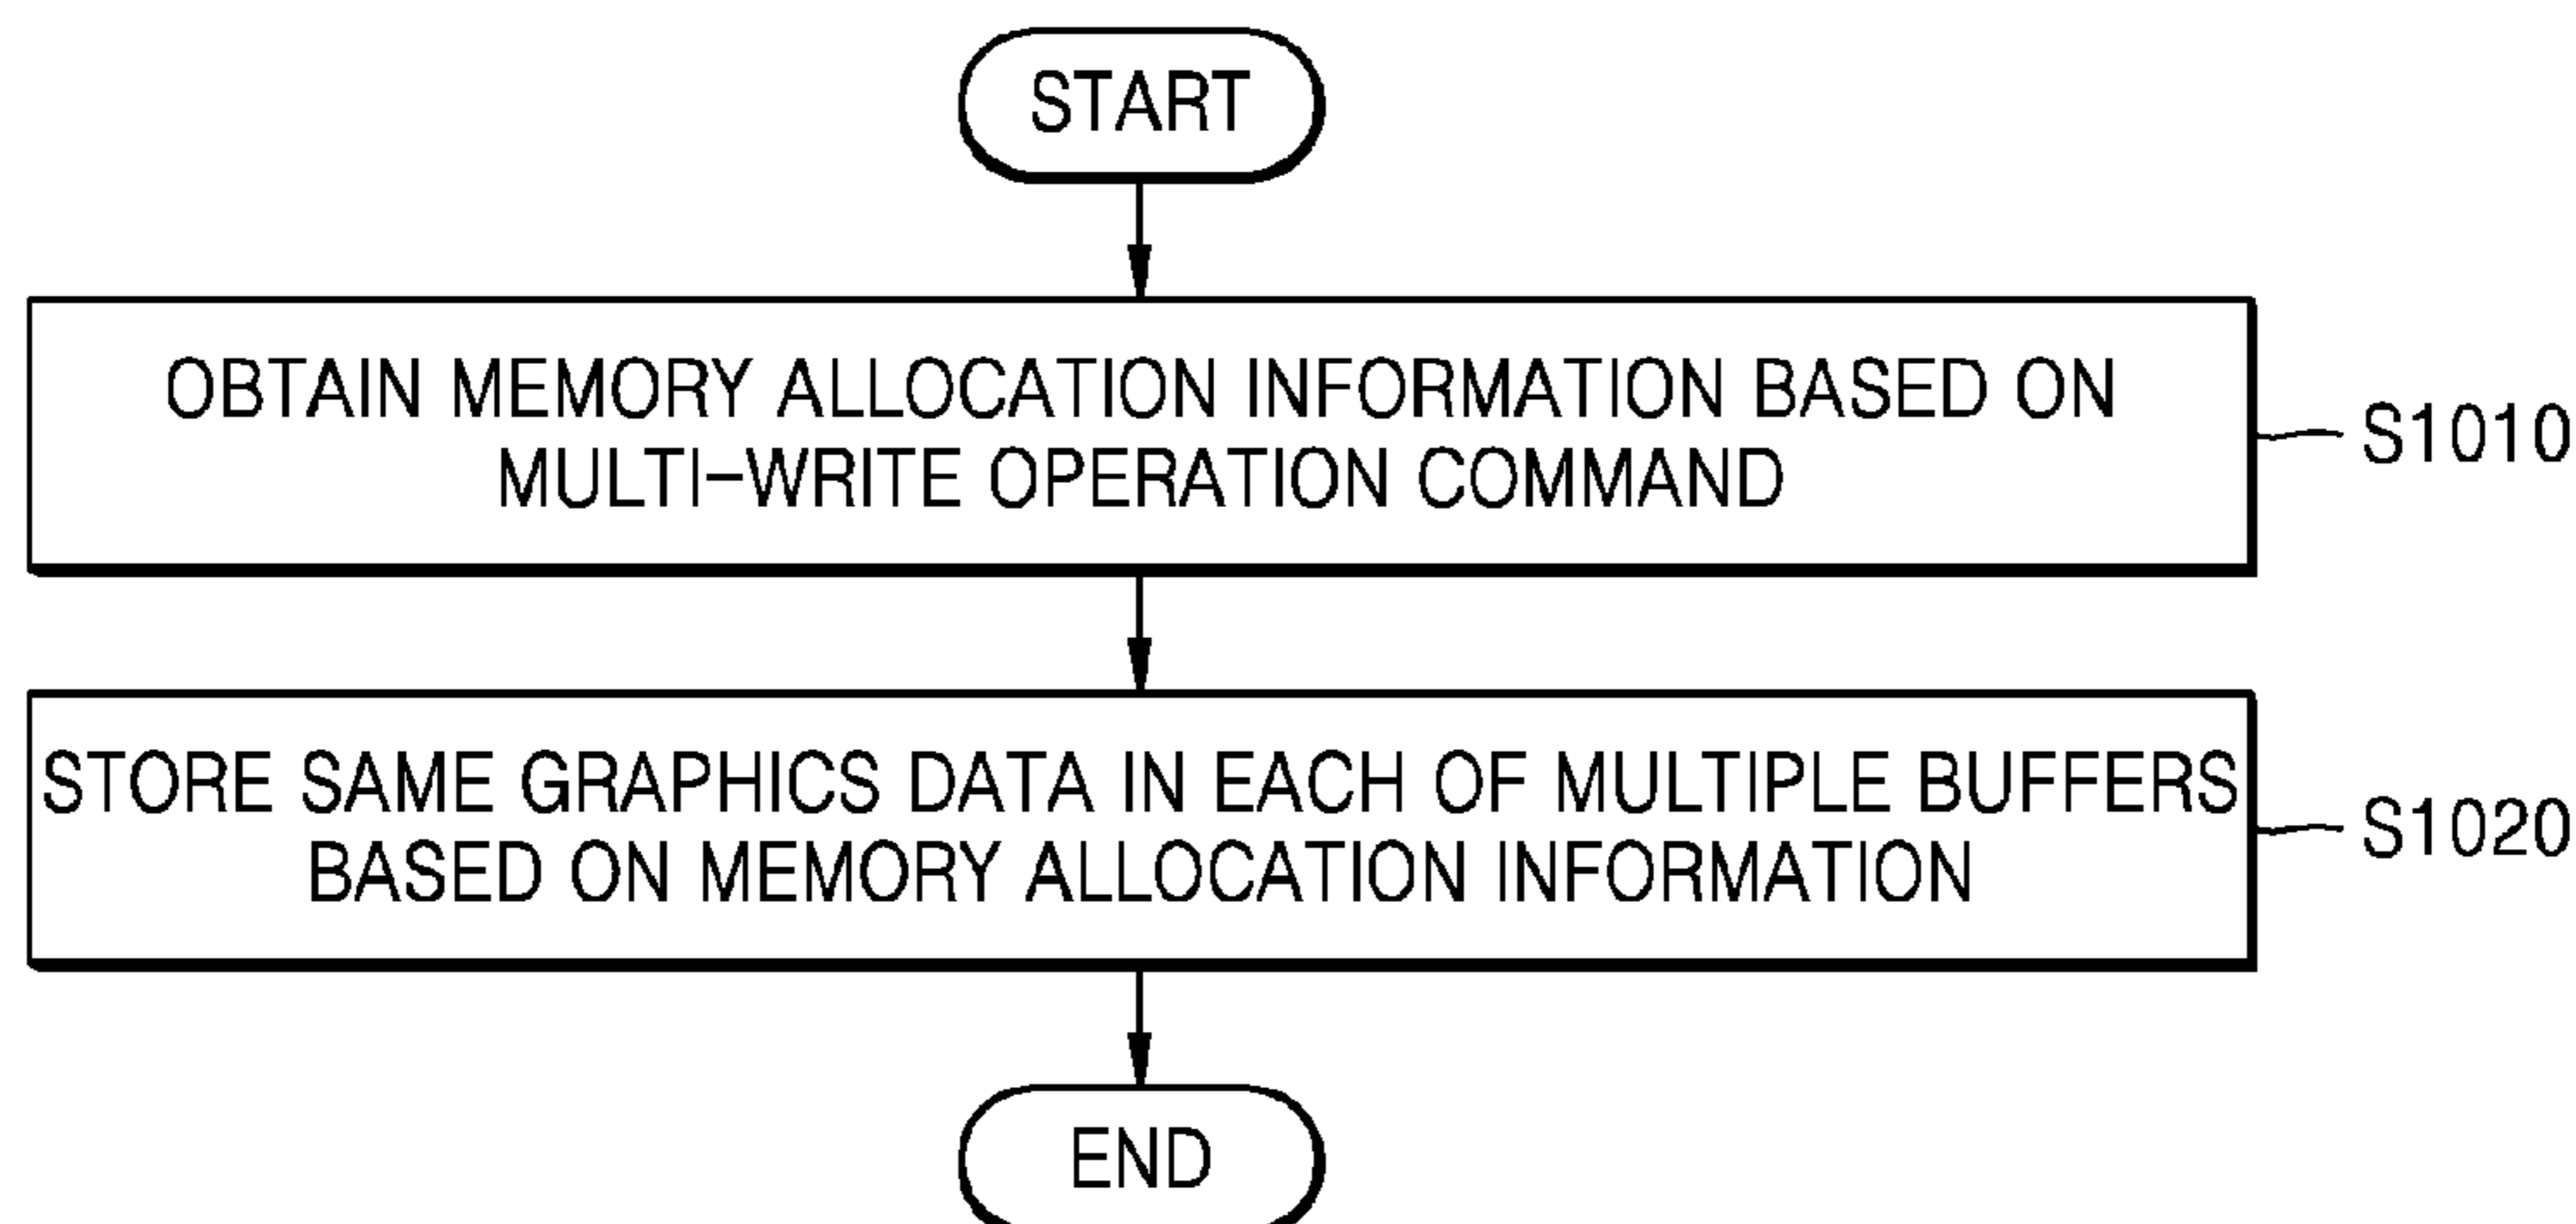 START
OBTAIN MEMORY ALLOCATION INFORMATION BASED ON
MULTI-WRITE OPERATION COMMAND
S1010
STORE SAME GRAPHICS DATA IN EACH OF MULTIPLE BUFFERS
BASED ON MEMORY ALLOCATION INFORMATION
S1020
END